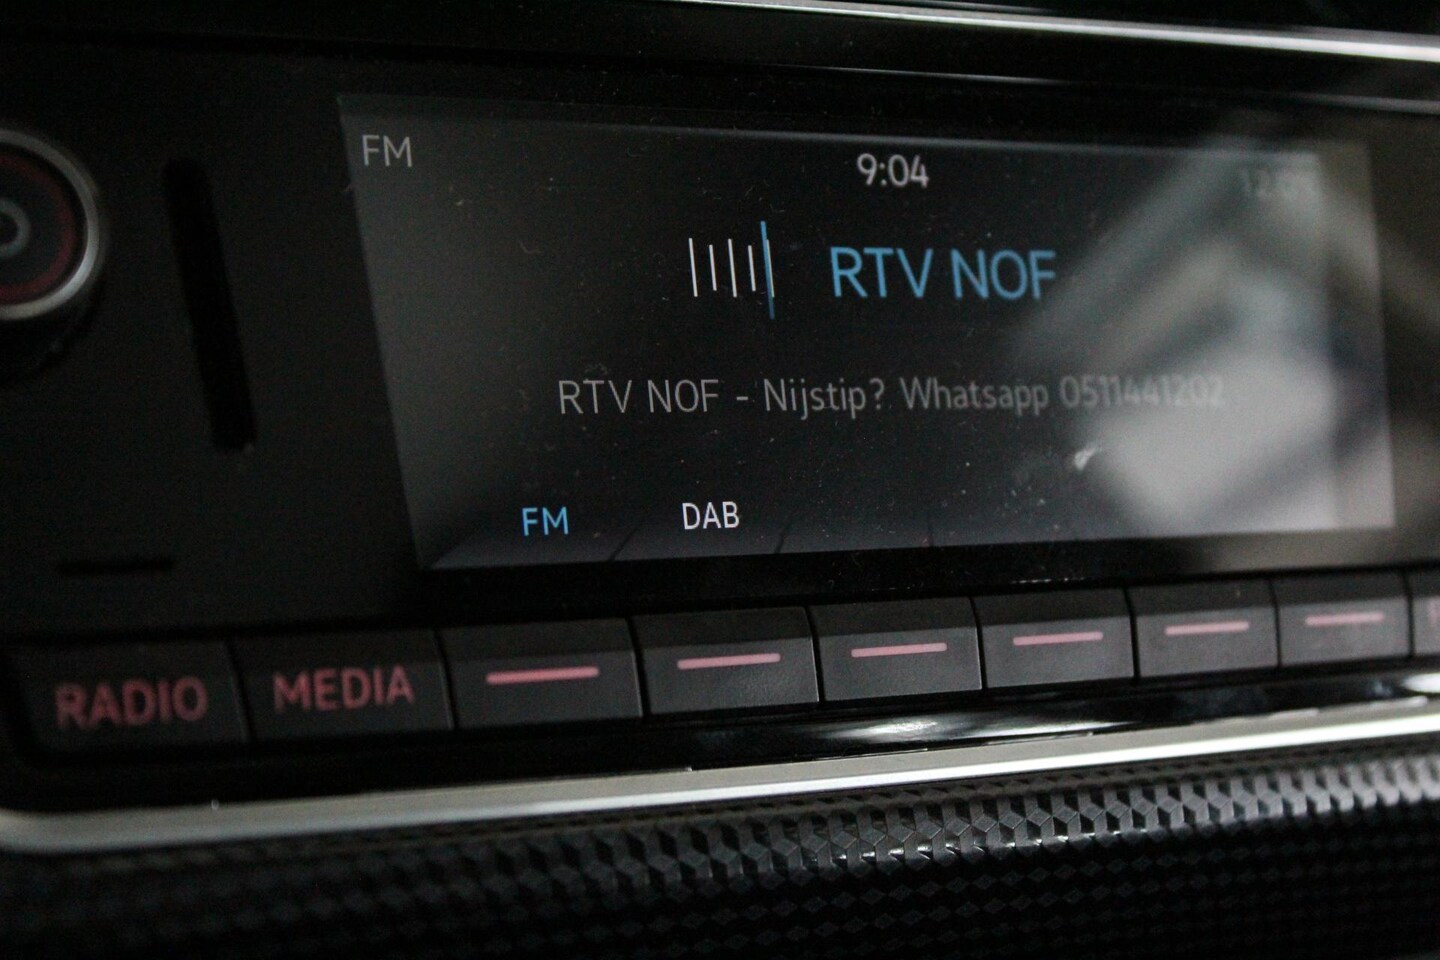 FM
9:04
RTV NOF
RTV NOF - Nijstip? Whatsapp 0511441202
FM DAB
RADIO MEDIA